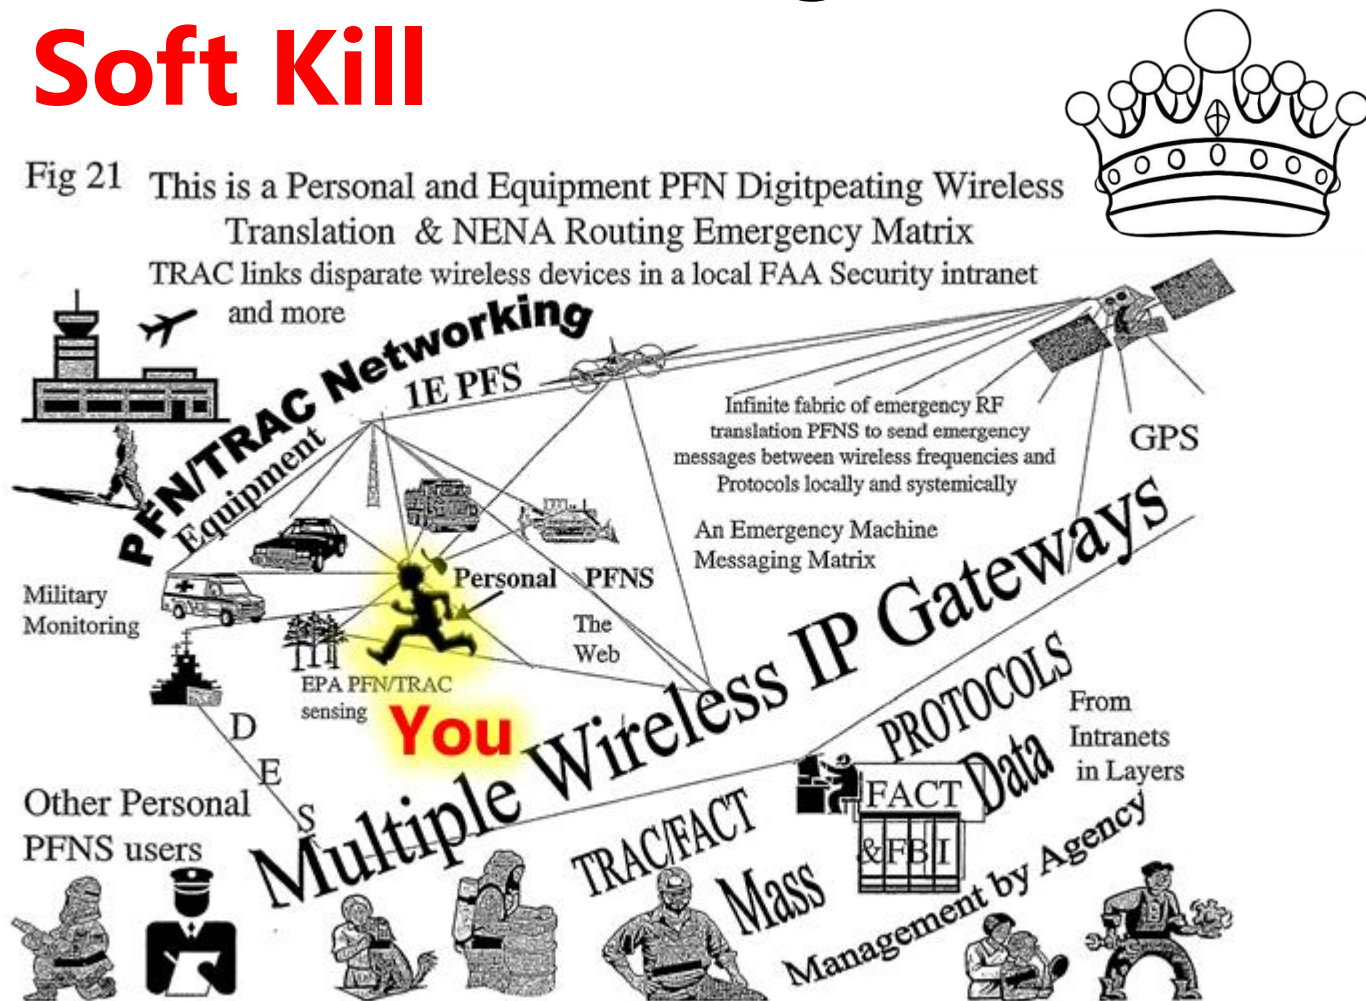 Soft Kill
Fig 21
This is a Personal and Equipment PFN Digitpeating Wireless
Translation & NENA Routing Emergency Matrix
TRAC links disparate wireless devices in a local FAA Security intranet
and more
PFN/TRAC Networking
1E PFS
Equipment
Infinite fabric of emergency RF
translation PFNS to send emergency
messages between wireless frequencies and
Protocols locally and systemically
GPS
An Emergency Machine
Messaging Matrix
Personal PFNS
Military
Monitoring
The
Web
EPA PFN/TRAC
sensing
You
D
E
S
Multiple Wireless IP Gateways
PROTOCOLS
Data
From
Intranets
in Layers
FACT
&FBI
Other Personal
PFNS users
TRAC/FACT
Mass
Management by Agency